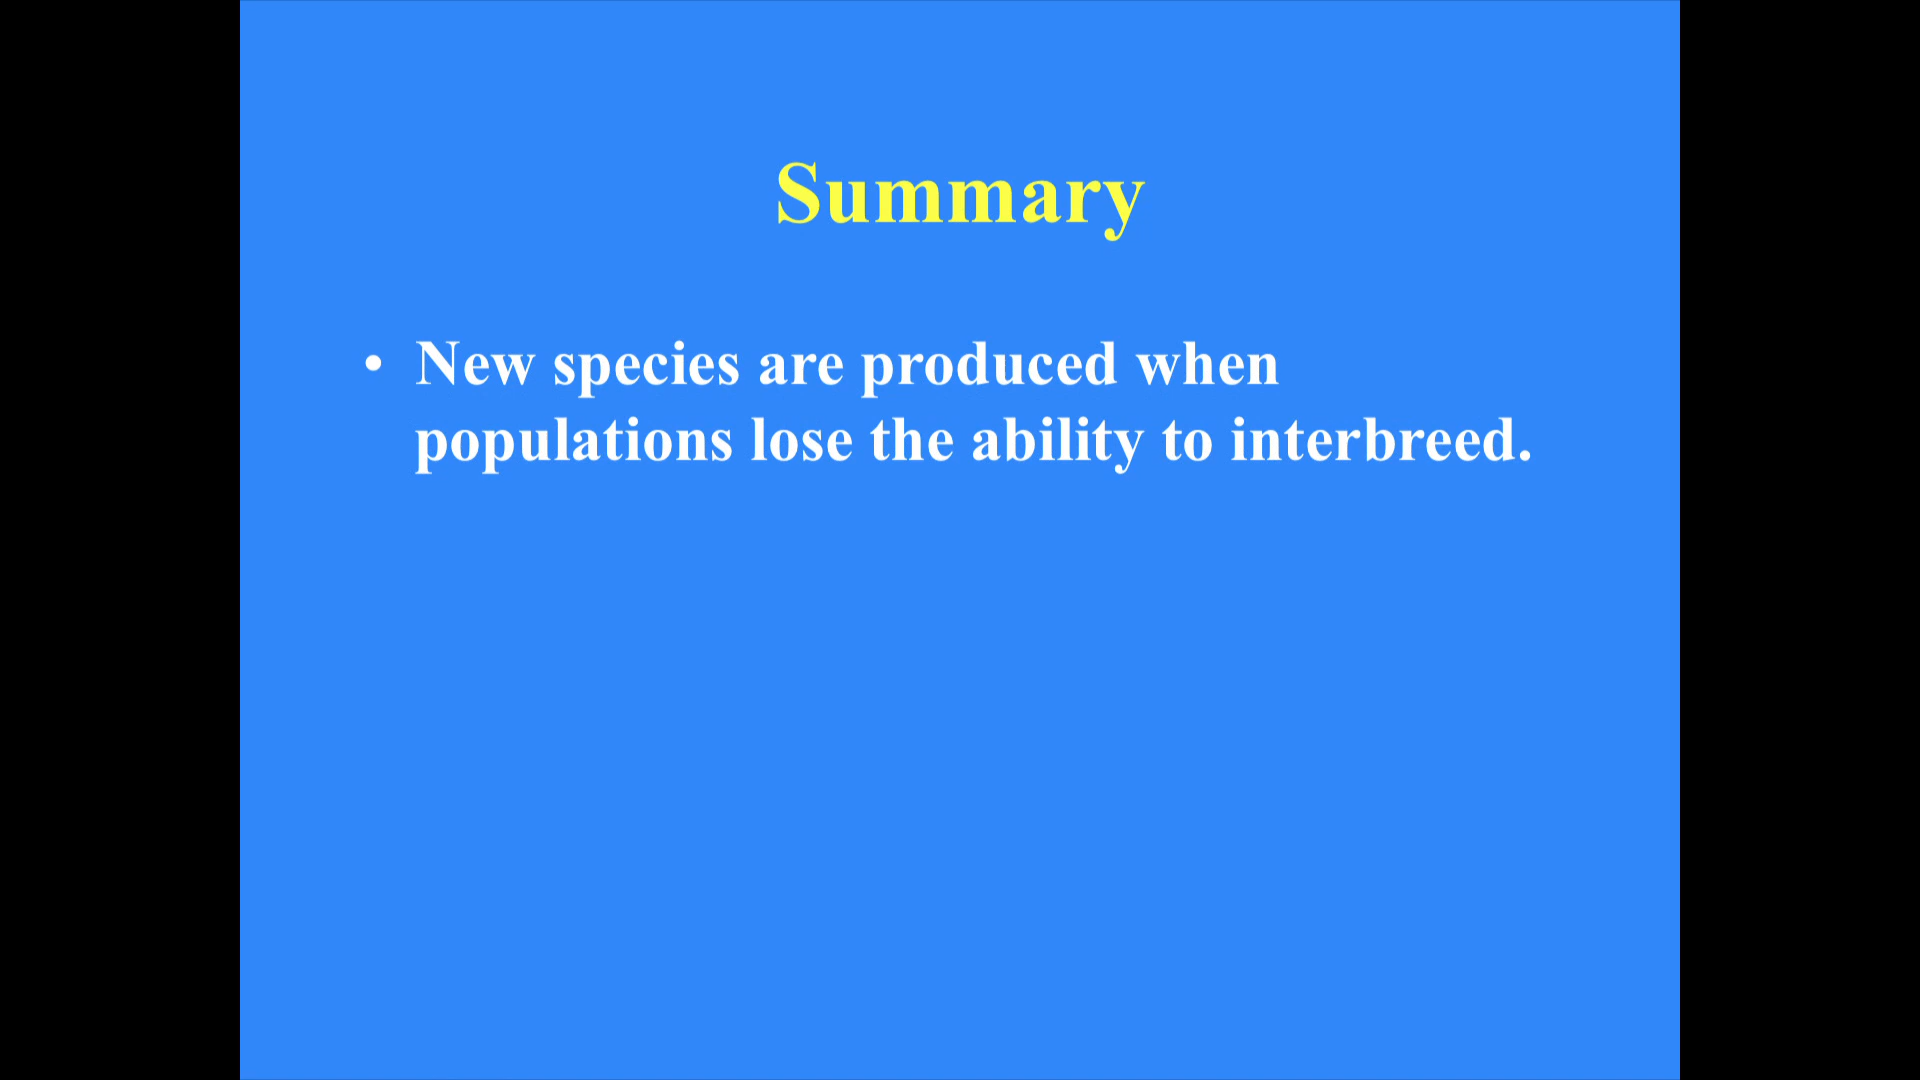 Summary
• New species are produced when
populations lose the ability to interbreed.